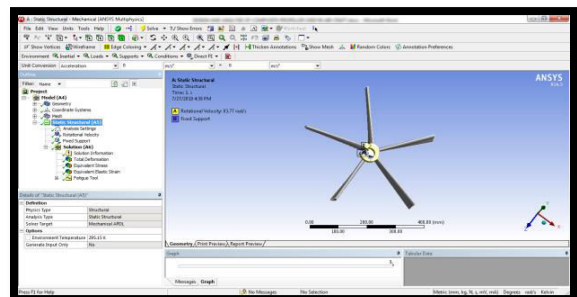 A : Static Structural - Mechanical [ANSYS Multiphysics]
File Edit View Units Tools Help Solve Show Errors Worksheet
Show Vertices Wireframe Edge Coloring Thicken Annotations Show Mesh Random Colors Annotation Preferences
Environment Inertial Loads Supports Conditions Direct FE
Unit Conversion Acceleration
Outline
Filter: Name
Project
Model (A4)
Geometry
Coordinate Systems
Mesh
Static Structural (A5)
Analysis Settings
Rotational Velocity
Fixed Support
Solution (A6)
Solution Information
Total Deformation
Equivalent Stress
Equivalent Elastic Strain
Fatigue Tool
A: Static Structural
Static Structural
Time: 1. s
A Rotational Velocity:
B Fixed Support
ANSYS
Details of "Static Structural (A5)"
Definition
Physics Type Structural
Analysis Type Static Structural
Solver Target Mechanical APDL
Options
Environment Temperature
Generate Input Only No
0.00 200.00 400.00 (mm)
100.00 300.00
Geometry Print Preview Report Preview
Graph
Tabular Data
Messages Graph
Press F1 for Help No Messages No Selection Metric (mm, kg, N, s, mV, mA) Degrees rad/s Kelvin